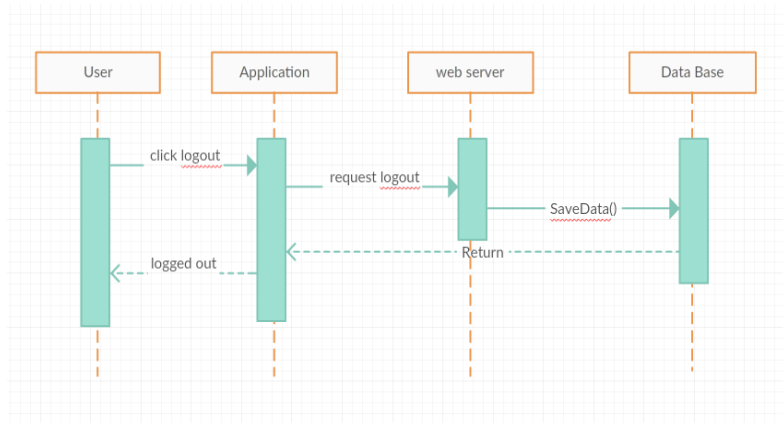 User
Application
web server
Data Base
click logout
request logout
SaveData()
Return
logged out